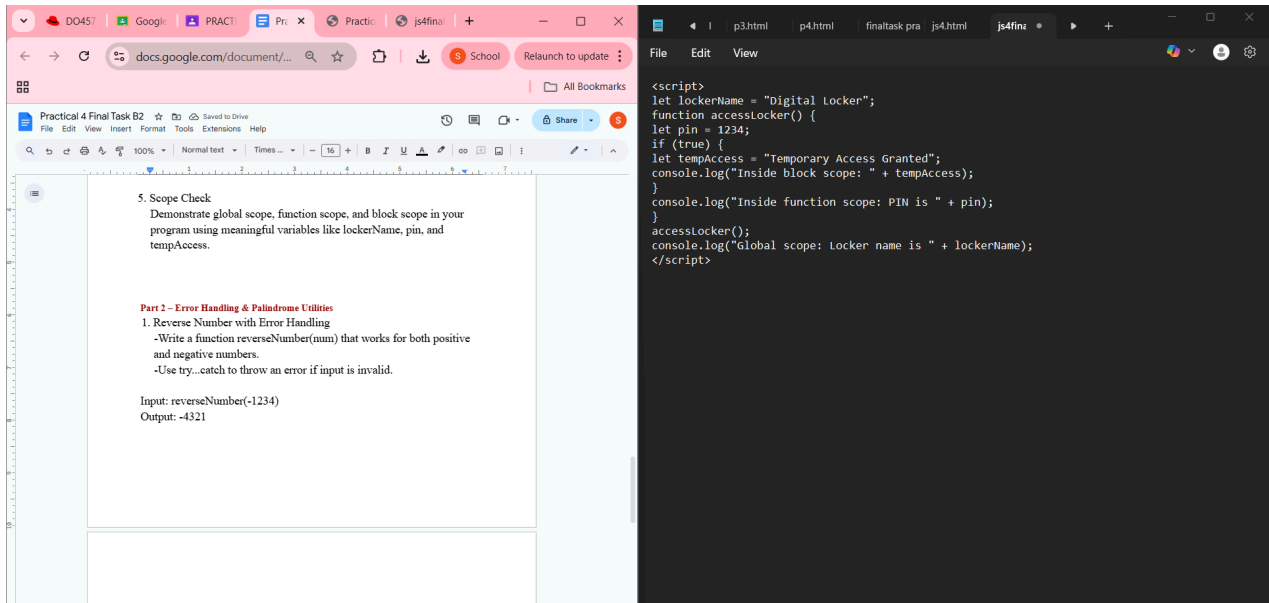 DO457
Google
PRACTI
Pra
Practic
js4final
docs.google.com/document/...
School
Relaunch to update
All Bookmarks
Practical 4 Final Task B2
Saved to Drive
File Edit View Insert Format Tools Extensions Help
Share
S
100% Normal text Times ... 16 B I U A
5. Scope Check
Demonstrate global scope, function scope, and block scope in your
program using meaningful variables like lockerName, pin, and
tempAccess.
Part 2 – Error Handling & Palindrome Utilities
1. Reverse Number with Error Handling
-Write a function reverseNumber(num) that works for both positive
and negative numbers.
-Use try...catch to throw an error if input is invalid.
Input: reverseNumber(-1234)
Output: -4321
p3.html p4.html finaltask pra js4.html js4fina
File Edit View
<script>
let lockerName = "Digital Locker";
function accessLocker() {
let pin = 1234;
if (true) {
let tempAccess = "Temporary Access Granted";
console.log("Inside block scope: " + tempAccess);
}
console.log("Inside function scope: PIN is " + pin);
}
accessLocker();
console.log("Global scope: Locker name is " + lockerName);
</script>